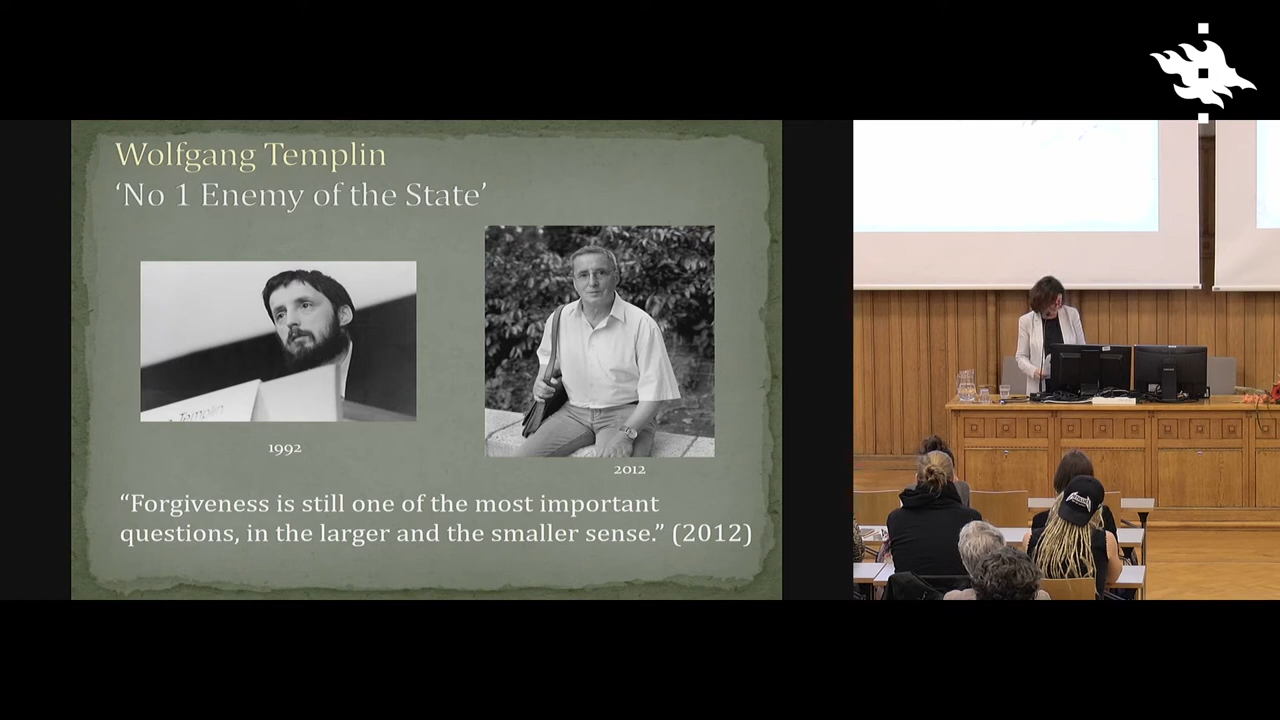 Wolfgang Templin
‘No 1 Enemy of the State’
Templin
1992
2012
“Forgiveness is still one of the most important
questions, in the larger and the smaller sense.” (2012)